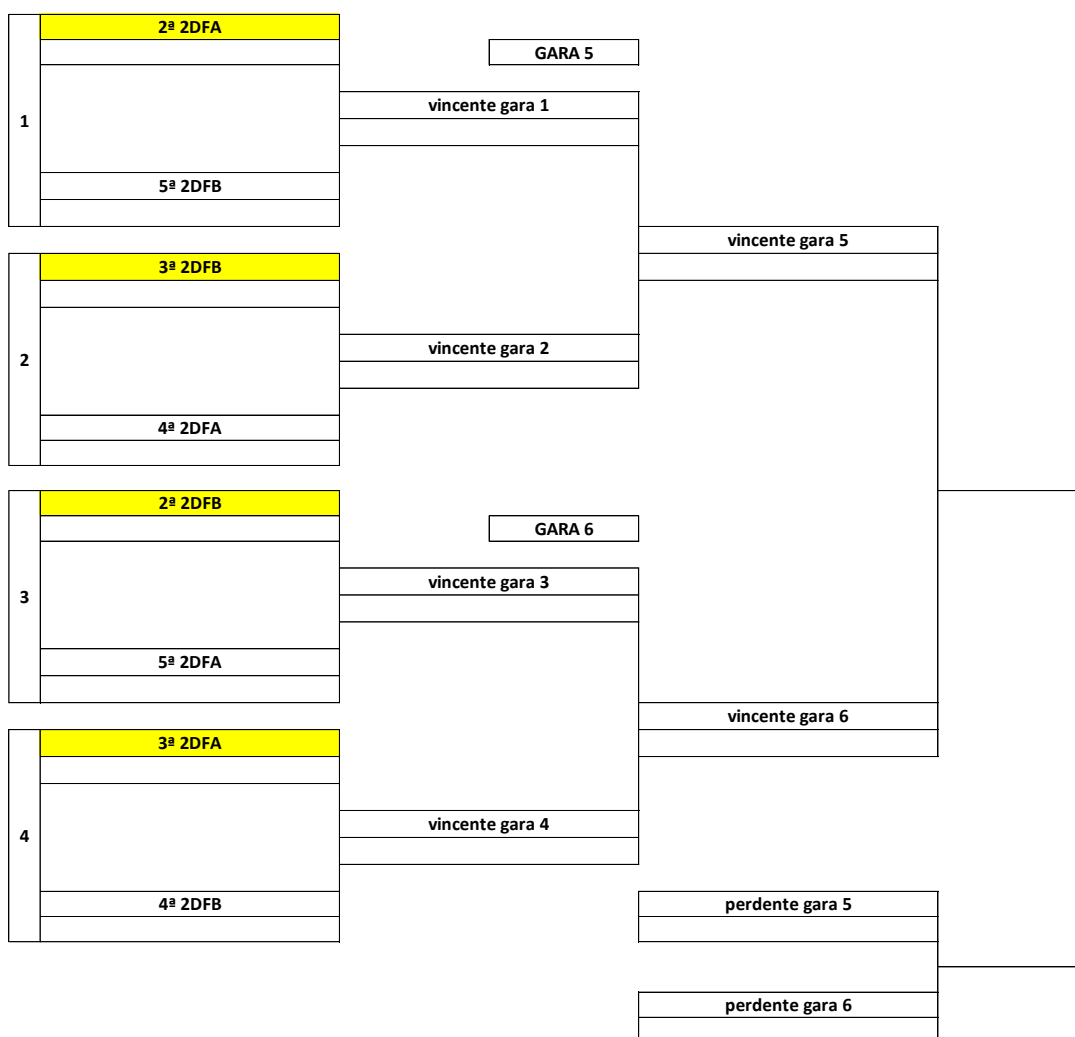 2ª 2DFA
GARA 5
vincente gara 1
1
5ª 2DFB
vincente gara 5
3ª 2DFB
vincente gara 2
2
4ª 2DFA
2ª 2DFB
GARA 6
vincente gara 3
3
5ª 2DFA
vincente gara 6
3ª 2DFA
vincente gara 4
4
4ª 2DFB
perdente gara 5
perdente gara 6